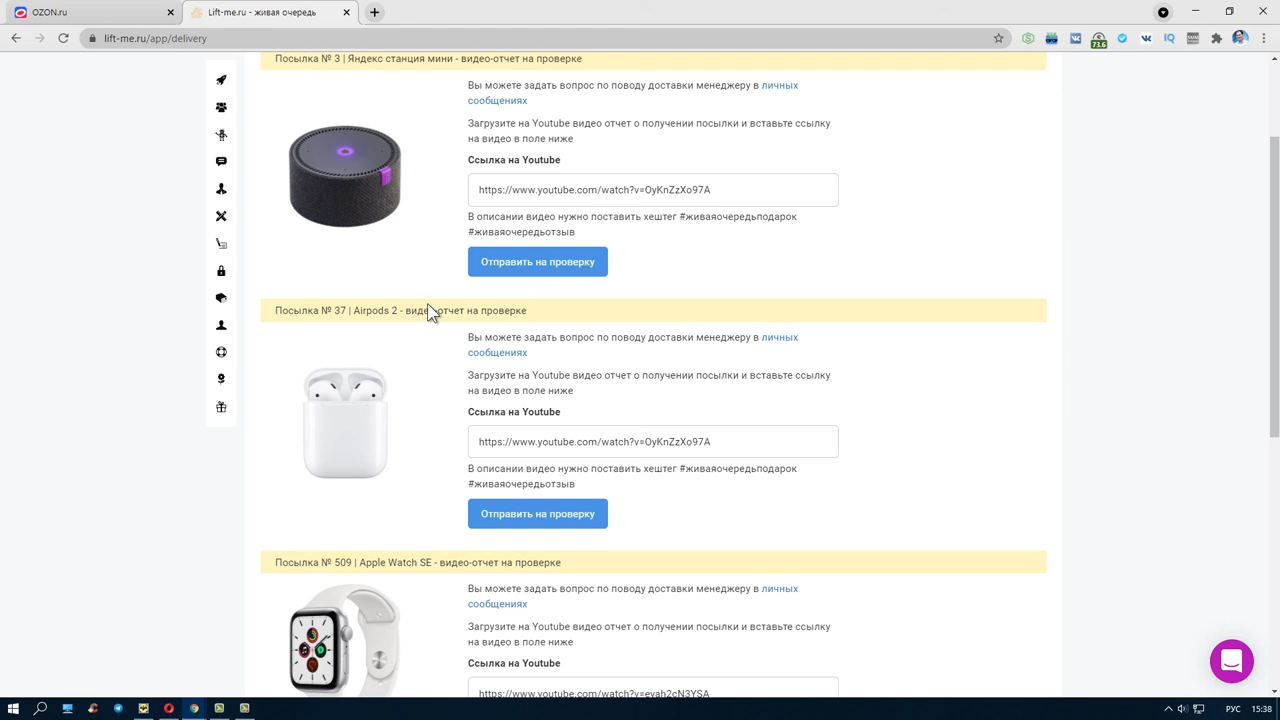 OZON.ru
Lift-me.ru - живая очередь
lift-me.ru/app/delivery
73.6
Посылка № 3 | Яндекс станция мини - видео-отчет на проверке
Вы можете задать вопрос по поводу доставки менеджеру в личных
сообщениях
Загрузите на Youtube видео отчет о получении посылки и вставьте ссылку
на видео в поле ниже
Ссылка на Youtube
https://www.youtube.com/watch?v=OyKnZzXo97A
В описании видео нужно поставить хештег #живаяочередьподарок
#живаяочередьотзыв
Отправить на проверку
Посылка № 37 | Airpods 2 - видео-отчет на проверке
Вы можете задать вопрос по поводу доставки менеджеру в личных
сообщениях
Загрузите на Youtube видео отчет о получении посылки и вставьте ссылку
на видео в поле ниже
Ссылка на Youtube
https://www.youtube.com/watch?v=OyKnZzXo97A
В описании видео нужно поставить хештег #живаяочередьподарок
#живаяочередьотзыв
Отправить на проверку
Посылка № 509 | Apple Watch SE - видео-отчет на проверке
Вы можете задать вопрос по поводу доставки менеджеру в личных
сообщениях
Загрузите на Youtube видео отчет о получении посылки и вставьте ссылку
на видео в поле ниже
Ссылка на Youtube
https://www.youtube.com/watch?v=evah2cN3YSA
РУС
15:38